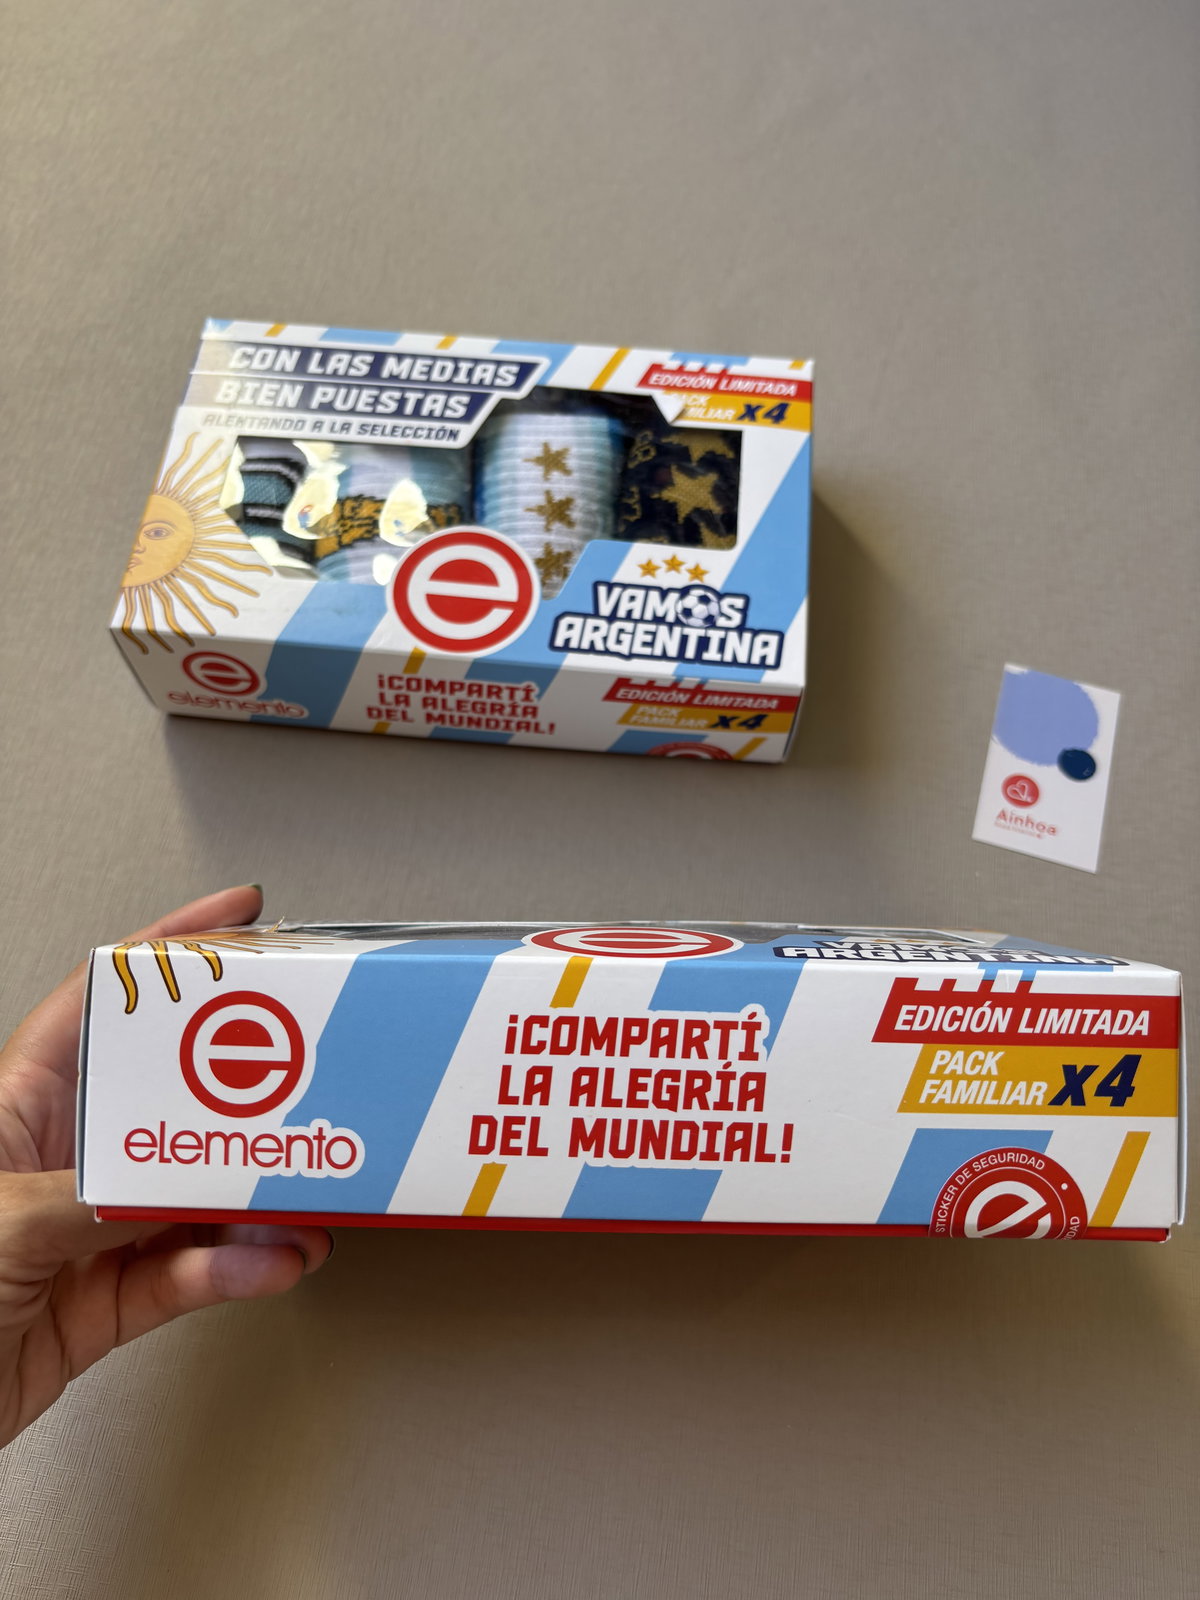 CON LAS MEDIAS
BIEN PUESTAS
ALENTANDO A LA SELECCIÓN
EDICIÓN LIMITADA
x4
e
VAMOS
ARGENTINA
e
elemento
¡COMPARTÍ
LA ALEGRÍA
DEL MUNDIAL!
EDICIÓN LIMITADA
PACK
FAMILIAR x4
Ainhoa
e
VAMOS
ARGENTINA
e
elemento
¡COMPARTÍ
LA ALEGRÍA
DEL MUNDIAL!
EDICIÓN LIMITADA
PACK
FAMILIAR x4
STICKER DE SEGURIDAD
e